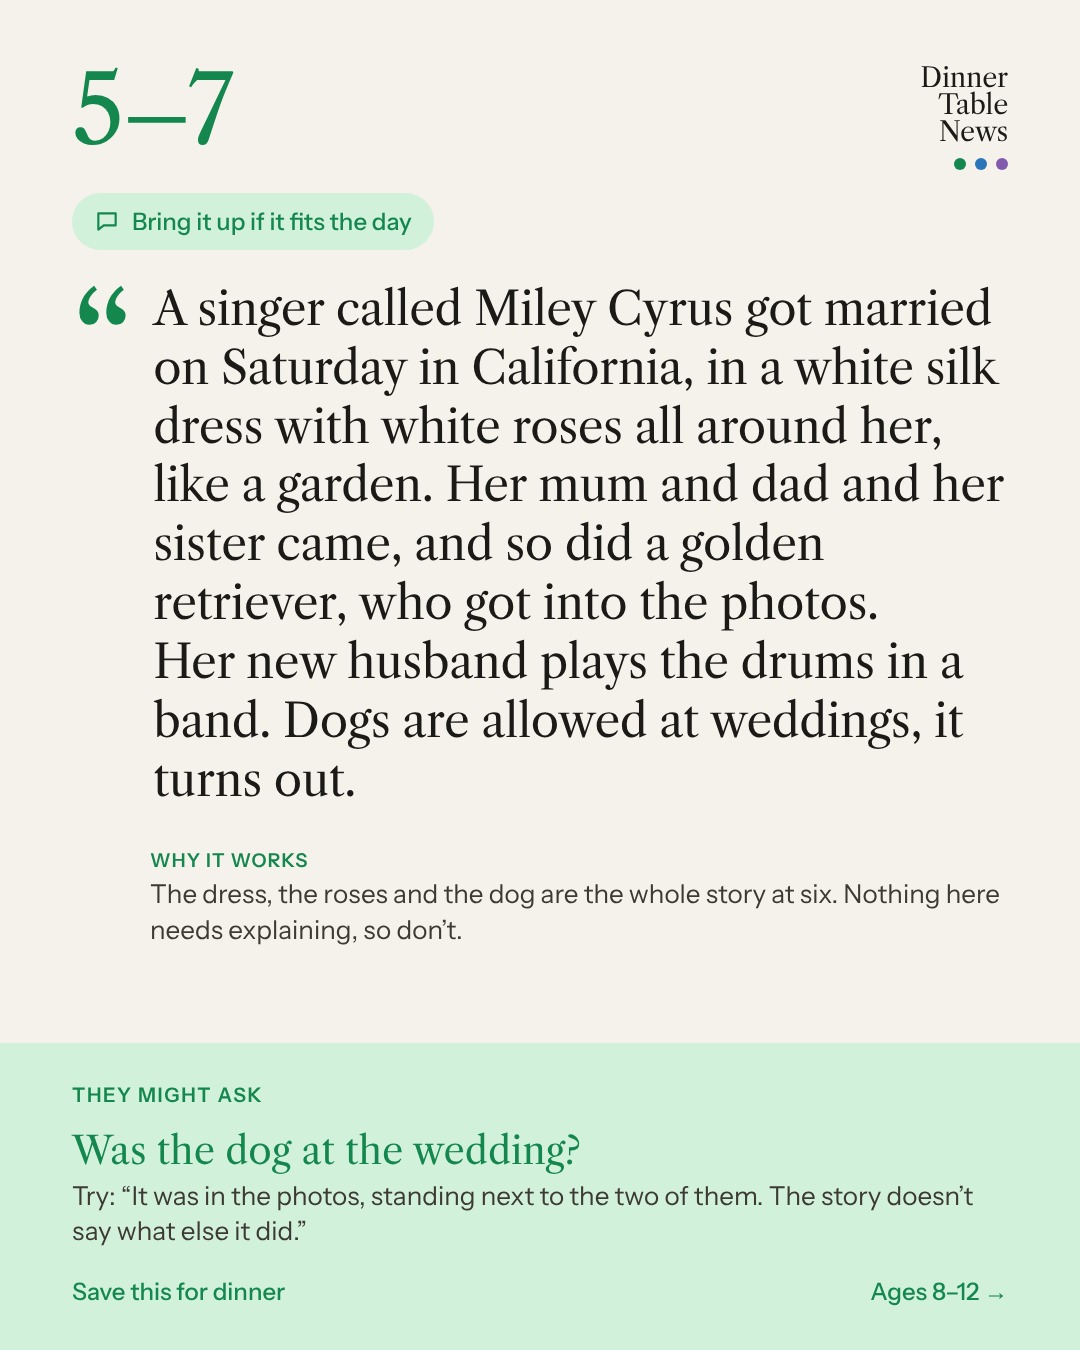 5–7
Dinner
Table
News
Bring it up if it fits the day
“ A singer called Miley Cyrus got married
on Saturday in California, in a white silk
dress with white roses all around her,
like a garden. Her mum and dad and her
sister came, and so did a golden
retriever, who got into the photos.
Her new husband plays the drums in a
band. Dogs are allowed at weddings, it
turns out.
WHY IT WORKS
The dress, the roses and the dog are the whole story at six. Nothing here
needs explaining, so don’t.
THEY MIGHT ASK
Was the dog at the wedding?
Try: “It was in the photos, standing next to the two of them. The story doesn’t
say what else it did.”
Save this for dinner
Ages 8–12 →